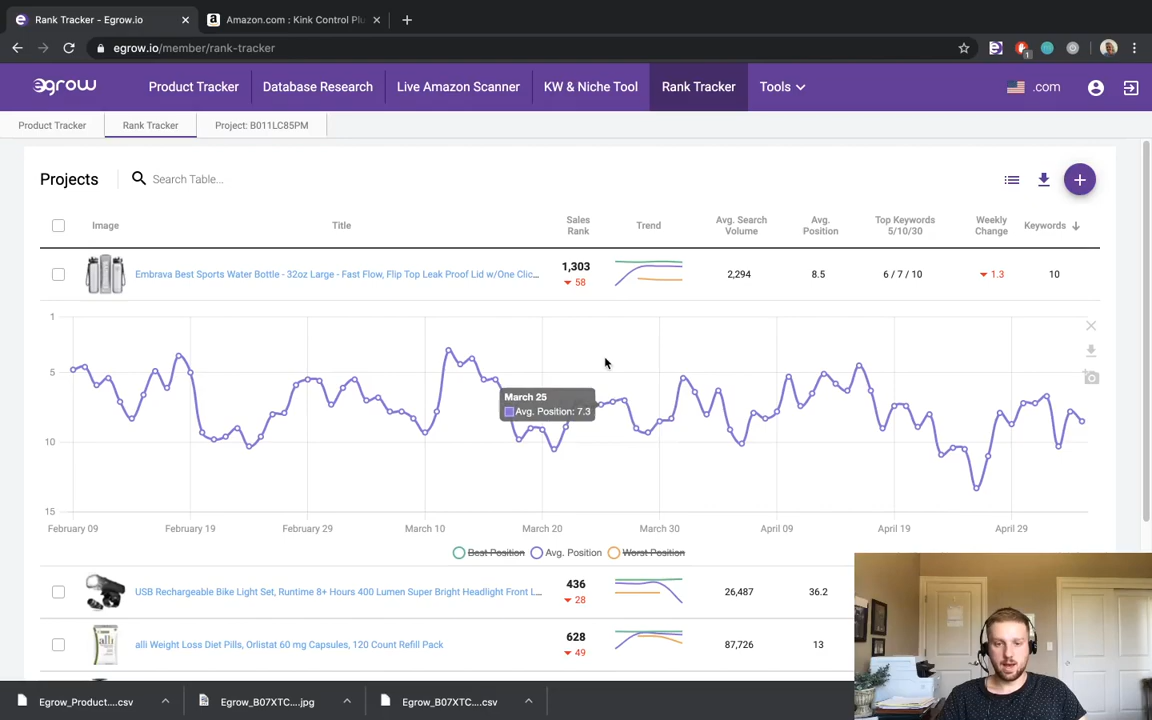 Rank Tracker - Egrow.io
Amazon.com : Kink Control Plu
egrow.io/member/rank-tracker
1
egrow
Product Tracker
Database Research
Live Amazon Scanner
KW & Niche Tool
Rank Tracker
Tools
.com
Product Tracker
Rank Tracker
Project: B011LC85PM
Projects
Search Table...
Image
Title
Sales Rank
Trend
Avg. Search Volume
Avg. Position
Top Keywords 5/10/30
Weekly Change
Keywords
Embrava Best Sports Water Bottle - 32oz Large - Fast Flow, Flip Top Leak Proof Lid w/One Clic...
1,303
58
2,294
8.5
6 / 7 / 10
1.3
10
1
5
10
15
March 25
Avg. Position: 7.3
February 09
February 19
February 29
March 10
March 20
March 30
April 09
April 19
April 29
Best Position
Avg. Position
Worst Position
USB Rechargeable Bike Light Set, Runtime 8+ Hours 400 Lumen Super Bright Headlight Front L...
436
28
26,487
36.2
alli Weight Loss Diet Pills, Orlistat 60 mg Capsules, 120 Count Refill Pack
628
49
87,726
13
Egrow_Product....csv
Egrow_B07XTC....jpg
Egrow_B07XTC....csv